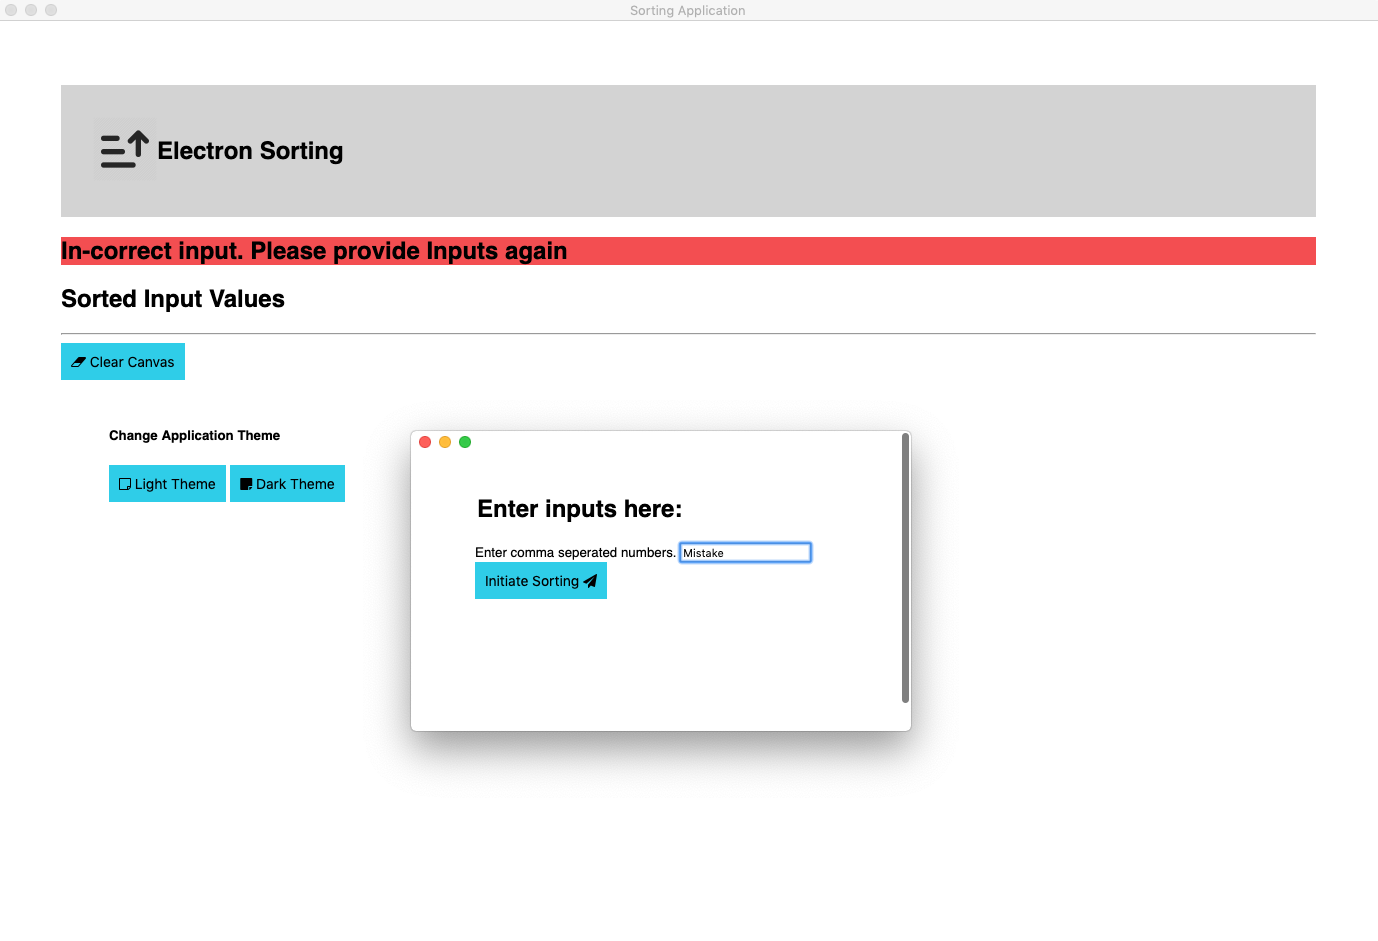 Sorting Application
Electron Sorting
In-correct input. Please provide Inputs again
Sorted Input Values
Clear Canvas
Change Application Theme
Light Theme
Dark Theme
Enter inputs here:
Enter comma seperated numbers. Mistake
Initiate Sorting